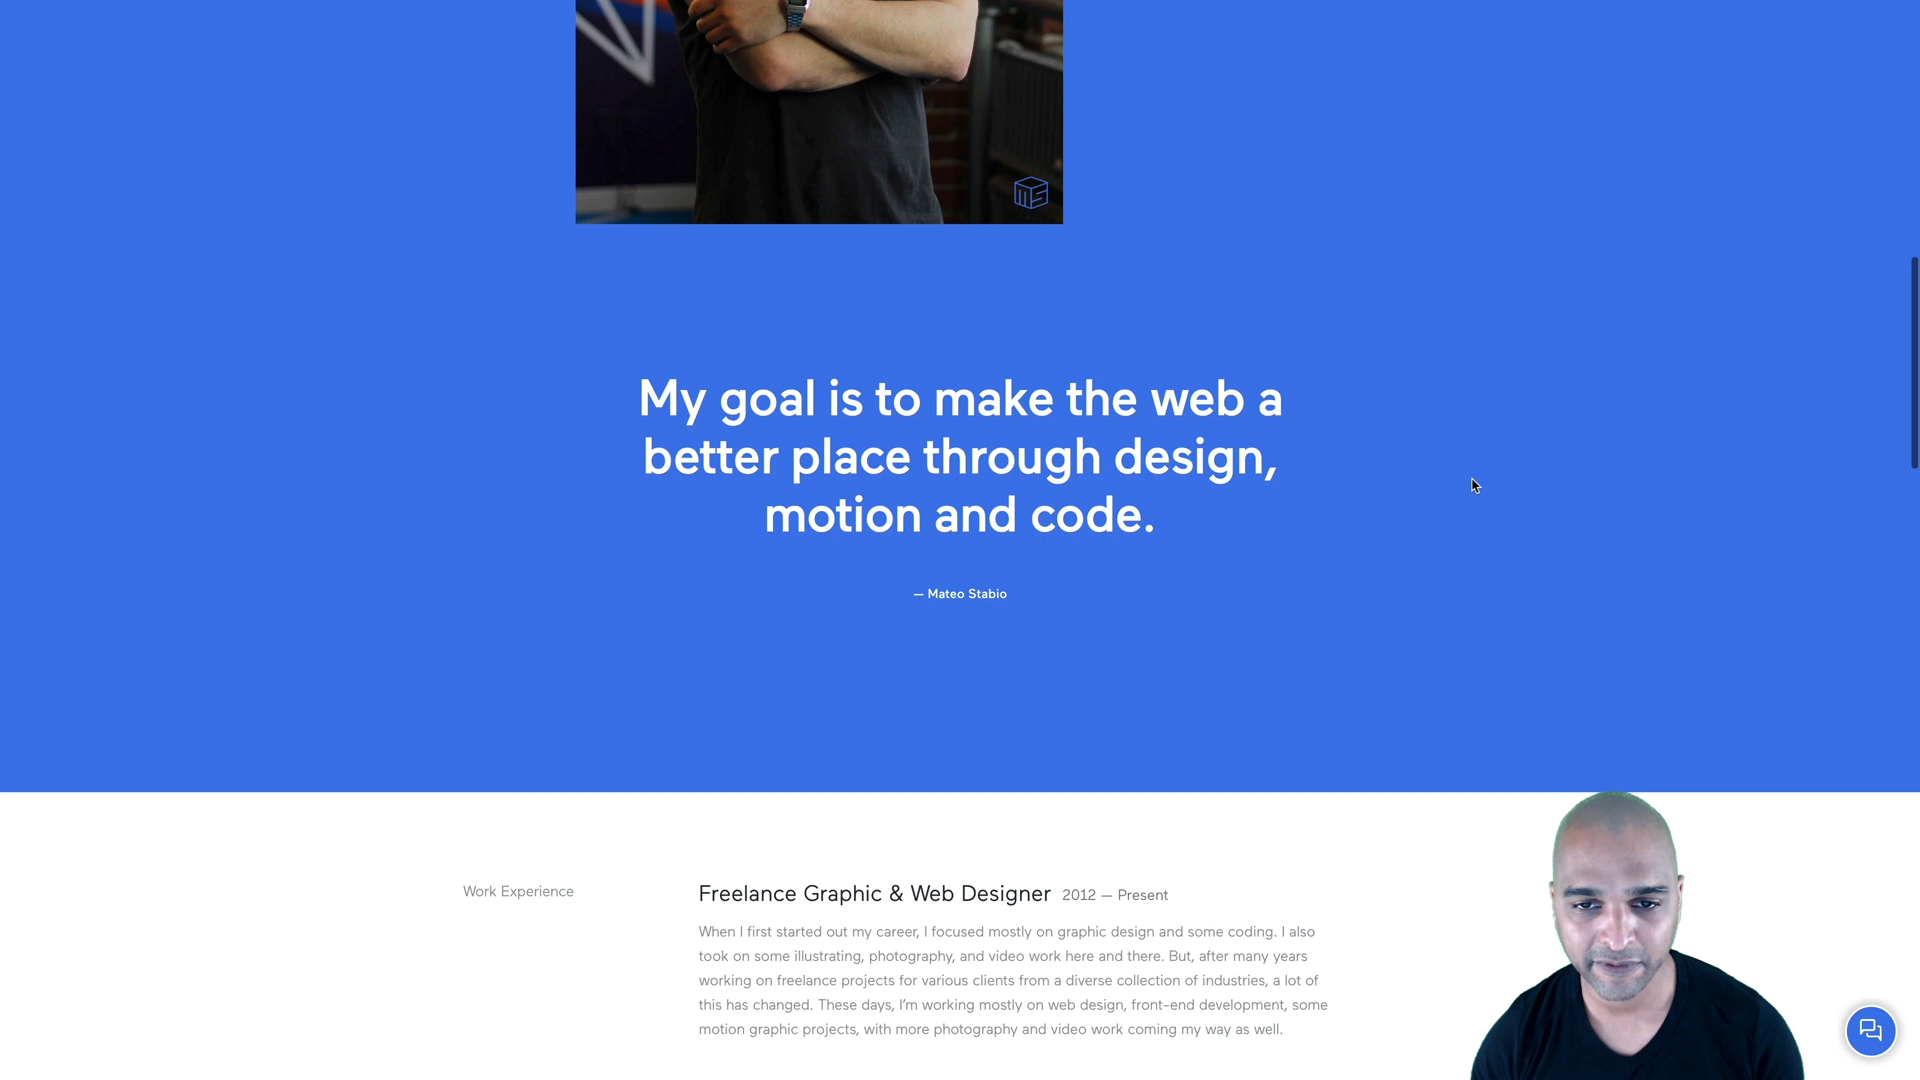 My goal is to make the web a
better place through design,
motion and code.
— Mateo Stabio
Work Experience
Freelance Graphic & Web Designer 2012 — Present
When I first started out my career, I focused mostly on graphic design and some coding. I also
took on some illustrating, photography, and video work here and there. But, after many years
working on freelance projects for various clients from a diverse collection of industries, a lot of
this has changed. These days, I’m working mostly on web design, front-end development, some
motion graphic projects, with more photography and video work coming my way as well.